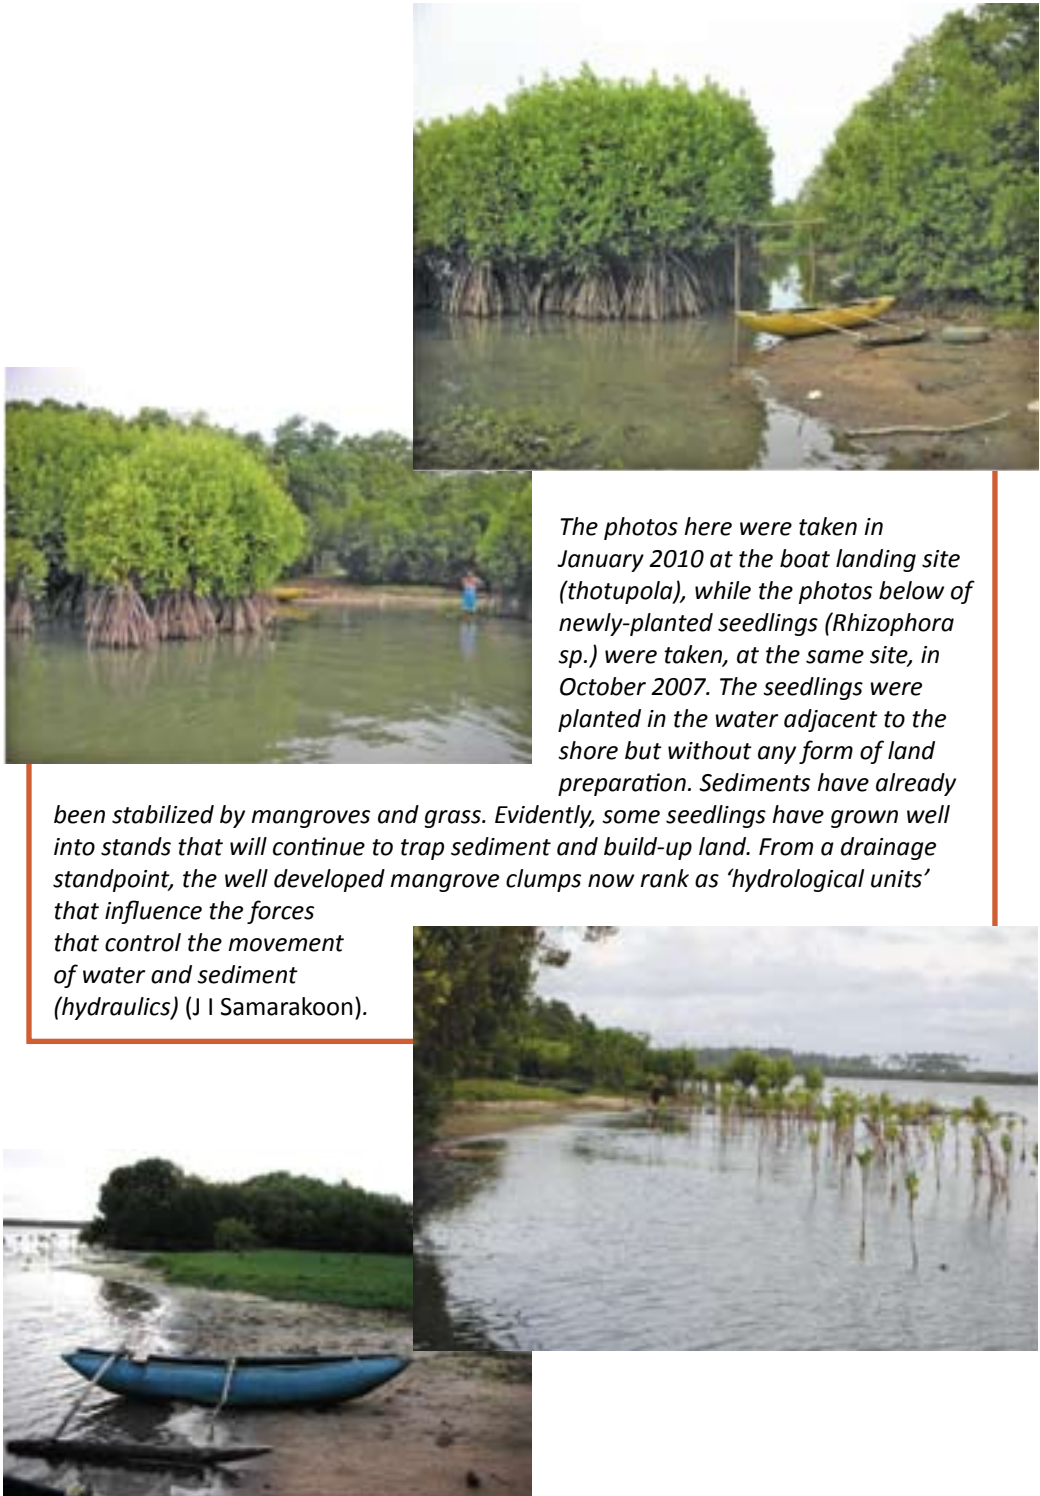 The photos here were taken in
January 2010 at the boat landing site
(thotupola), while the photos below of
newly-planted seedlings (Rhizophora
sp.) were taken, at the same site, in
October 2007. The seedlings were
planted in the water adjacent to the
shore but without any form of land
preparation. Sediments have already
been stabilized by mangroves and grass. Evidently, some seedlings have grown well
into stands that will continue to trap sediment and build-up land. From a drainage
standpoint, the well developed mangrove clumps now rank as ‘hydrological units’
that influence the forces
that control the movement
of water and sediment
(hydraulics) (J I Samarakoon).